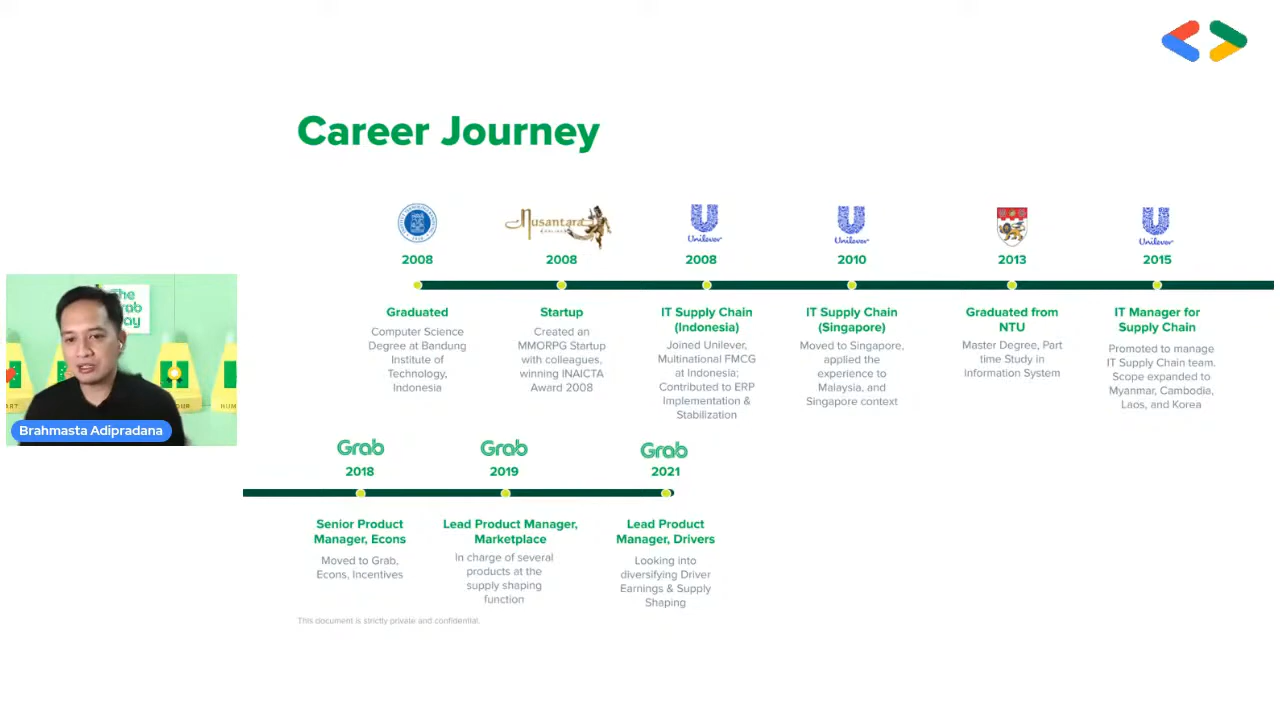 Career Journey
nusantara
ONLINE
Unilever
Unilever
Unilever
2008
2008
2008
2010
2013
2015
Graduated
Computer Science
Degree at Bandung
Institute of
Technology,
Indonesia
Startup
Created an
MMORPG Startup
with colleagues,
winning INAICTA
Award 2008
IT Supply Chain
(Indonesia)
Joined Unilever,
Multinational FMCG
at Indonesia;
Contributed to ERP
Implementation &
Stabilization
IT Supply Chain
(Singapore)
Moved to Singapore,
applied the
experience to
Malaysia, and
Singapore context
Graduated from
NTU
Master Degree, Part
time Study in
Information System
IT Manager for
Supply Chain
Promoted to manage
IT Supply Chain team.
Scope expanded to
Myanmar, Cambodia,
Laos, and Korea
The
Brahmasta Adipradana
Grab
Grab
Grab
2018
2019
2021
Senior Product
Manager, Econs
Moved to Grab,
Econs, Incentives
Lead Product Manager,
Marketplace
In charge of several
products at the
supply shaping
function
Lead Product
Manager, Drivers
Looking into
diversifying Driver
Earnings & Supply
Shaping
This document is strictly private and confidential.